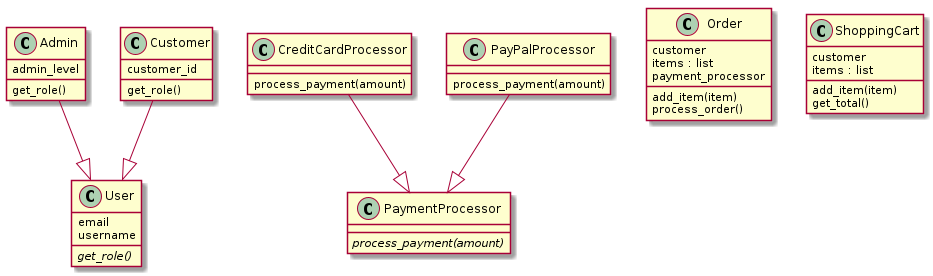 C Admin
admin_level
get_role()
C Customer
customer_id
get_role()
C CreditCardProcessor
process_payment(amount)
C PayPalProcessor
process_payment(amount)
C Order
customer
items : list
payment_processor
add_item(item)
process_order()
C ShoppingCart
customer
items : list
add_item(item)
get_total()
C User
email
username
get_role()
C PaymentProcessor
process_payment(amount)